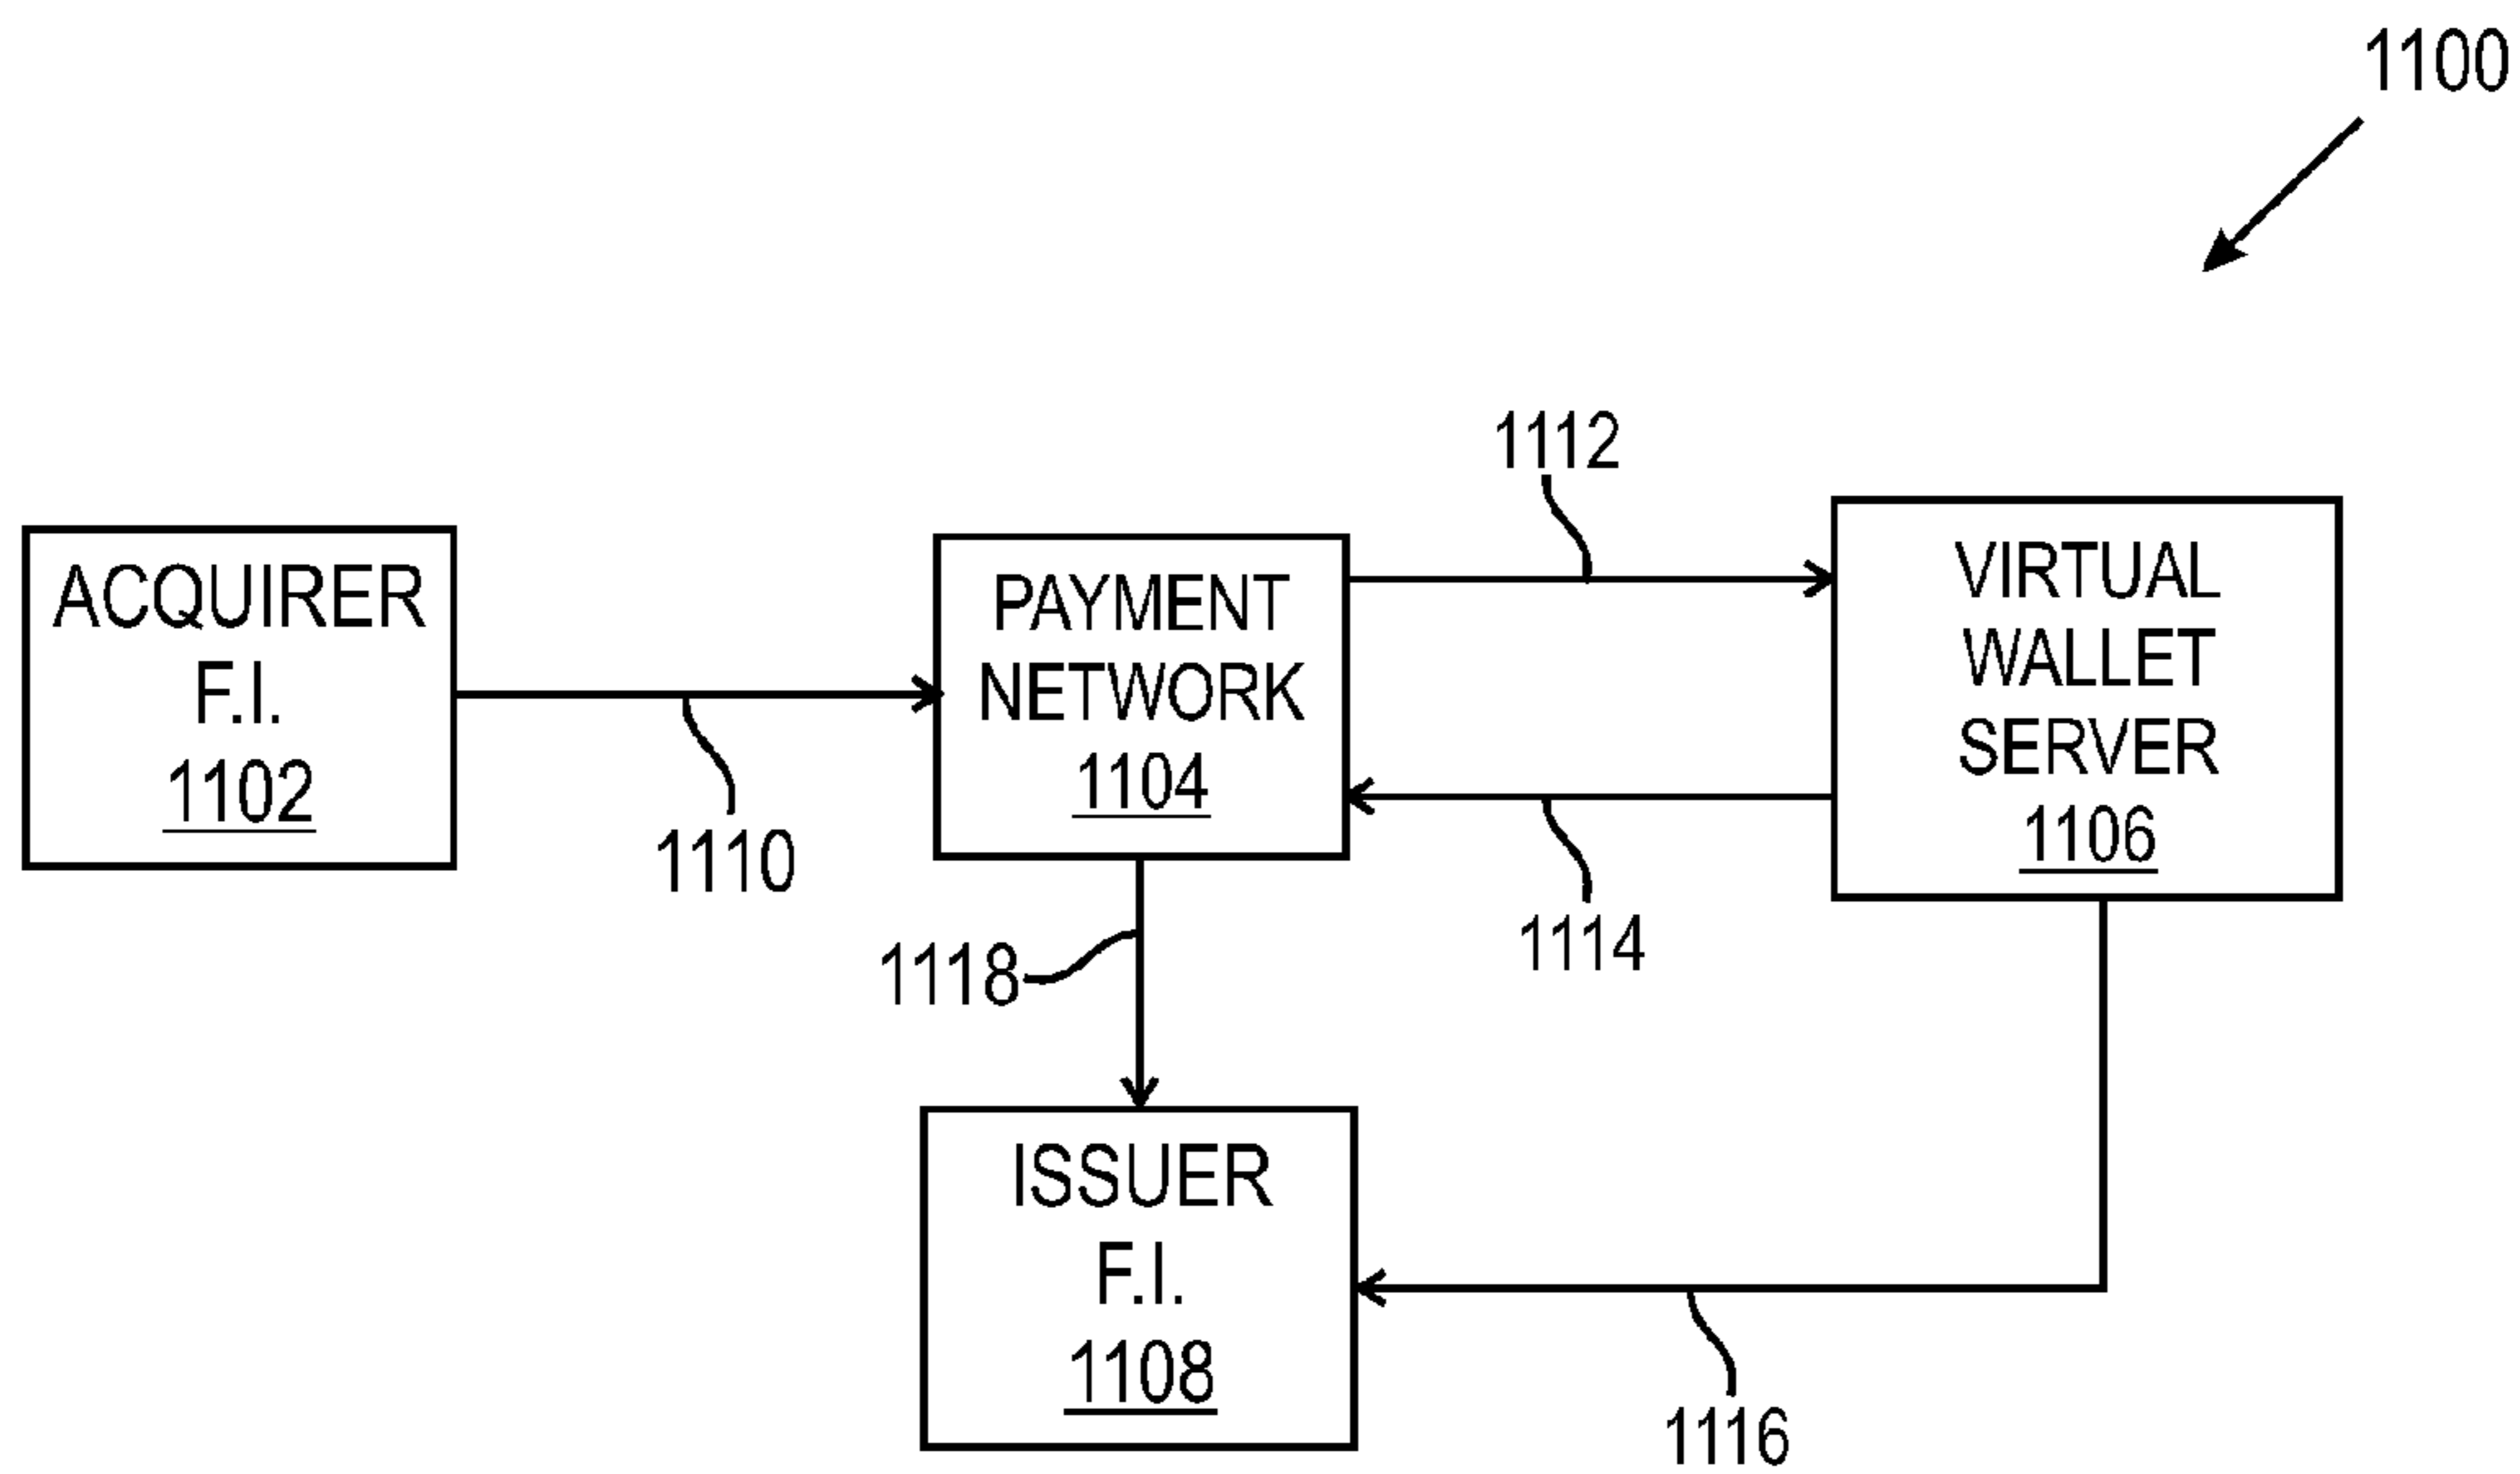 1100
1112
ACQUIRER
F.I.
1102
PAYMENT
NETWORK
1104
VIRTUAL
WALLET
SERVER
1106
1110
1118
1114
ISSUER
F.I.
1108
1116